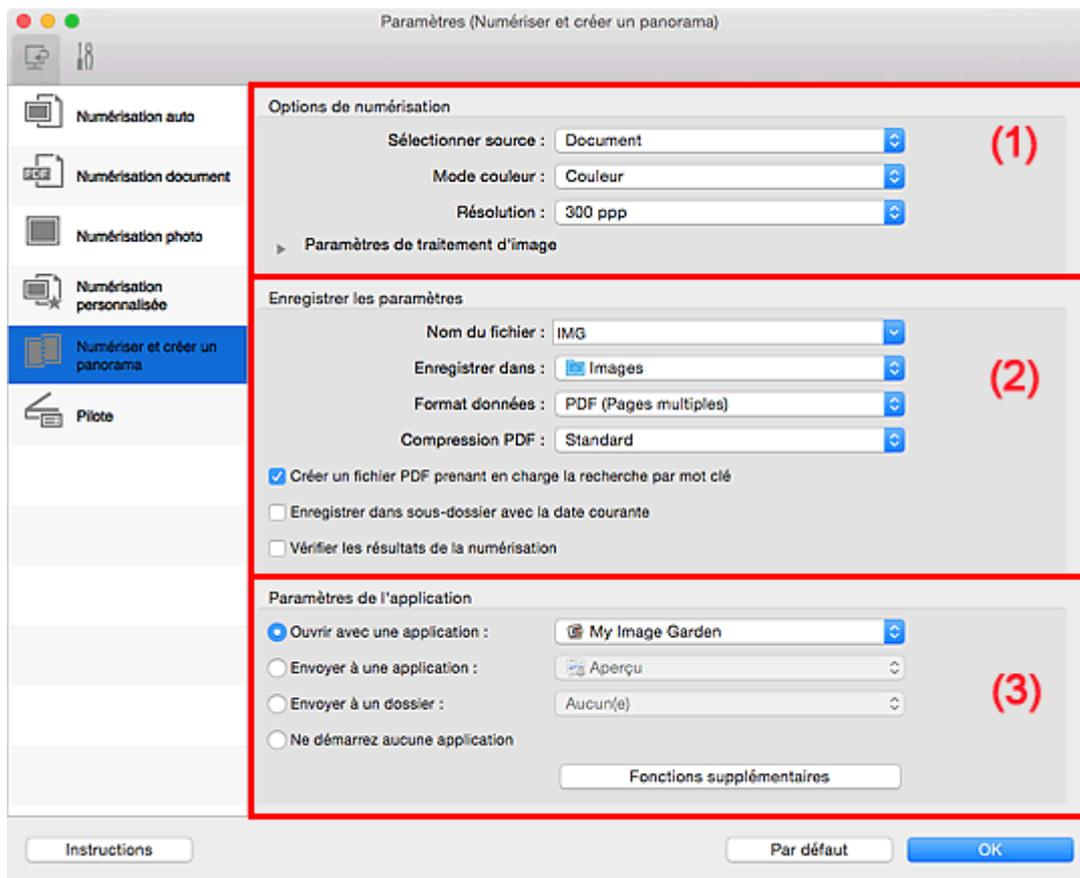 Paramètres (Numériser et créer un panorama)
Numérisation auto
Numérisation document
Numérisation photo
Numérisation
personnalisée
Numériser et créer un
panorama
Pilote
Options de numérisation
(1)
Sélectionner source : Document
Mode couleur : Couleur
Résolution : 300 ppp
Paramètres de traitement d'image
Enregistrer les paramètres
(2)
Nom du fichier : IMG
Enregistrer dans : Images
Format données : PDF (Pages multiples)
Compression PDF : Standard
Créer un fichier PDF prenant en charge la recherche par mot clé
Enregistrer dans sous-dossier avec la date courante
Vérifier les résultats de la numérisation
Paramètres de l'application
(3)
Ouvrir avec une application : My Image Garden
Envoyer à une application : Aperçu
Envoyer à un dossier : Aucun(e)
Ne démarrez aucune application
Fonctions supplémentaires
Instructions
Par défaut
OK